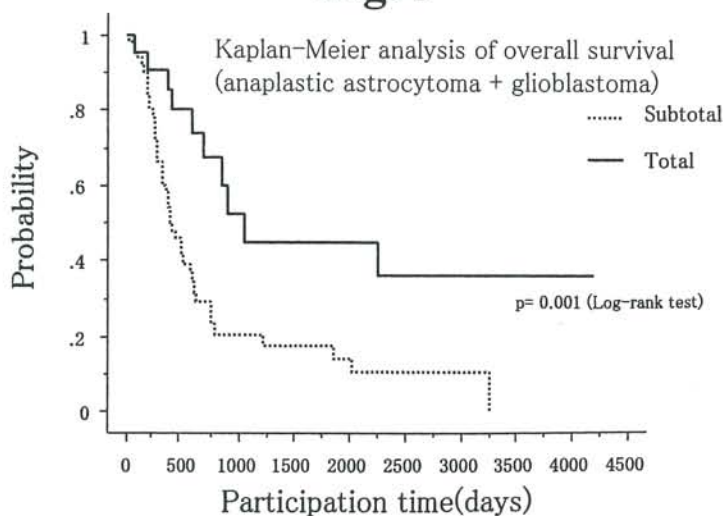 Kaplan-Meier analysis of overall survival
(anaplastic astrocytoma + glioblastoma)
Subtotal
Total
Probability
1
.8
.6
.4
.2
0
p= 0.001 (Log-rank test)
0 500 1000 1500 2000 2500 3000 3500 4000 4500
Participation time(days)